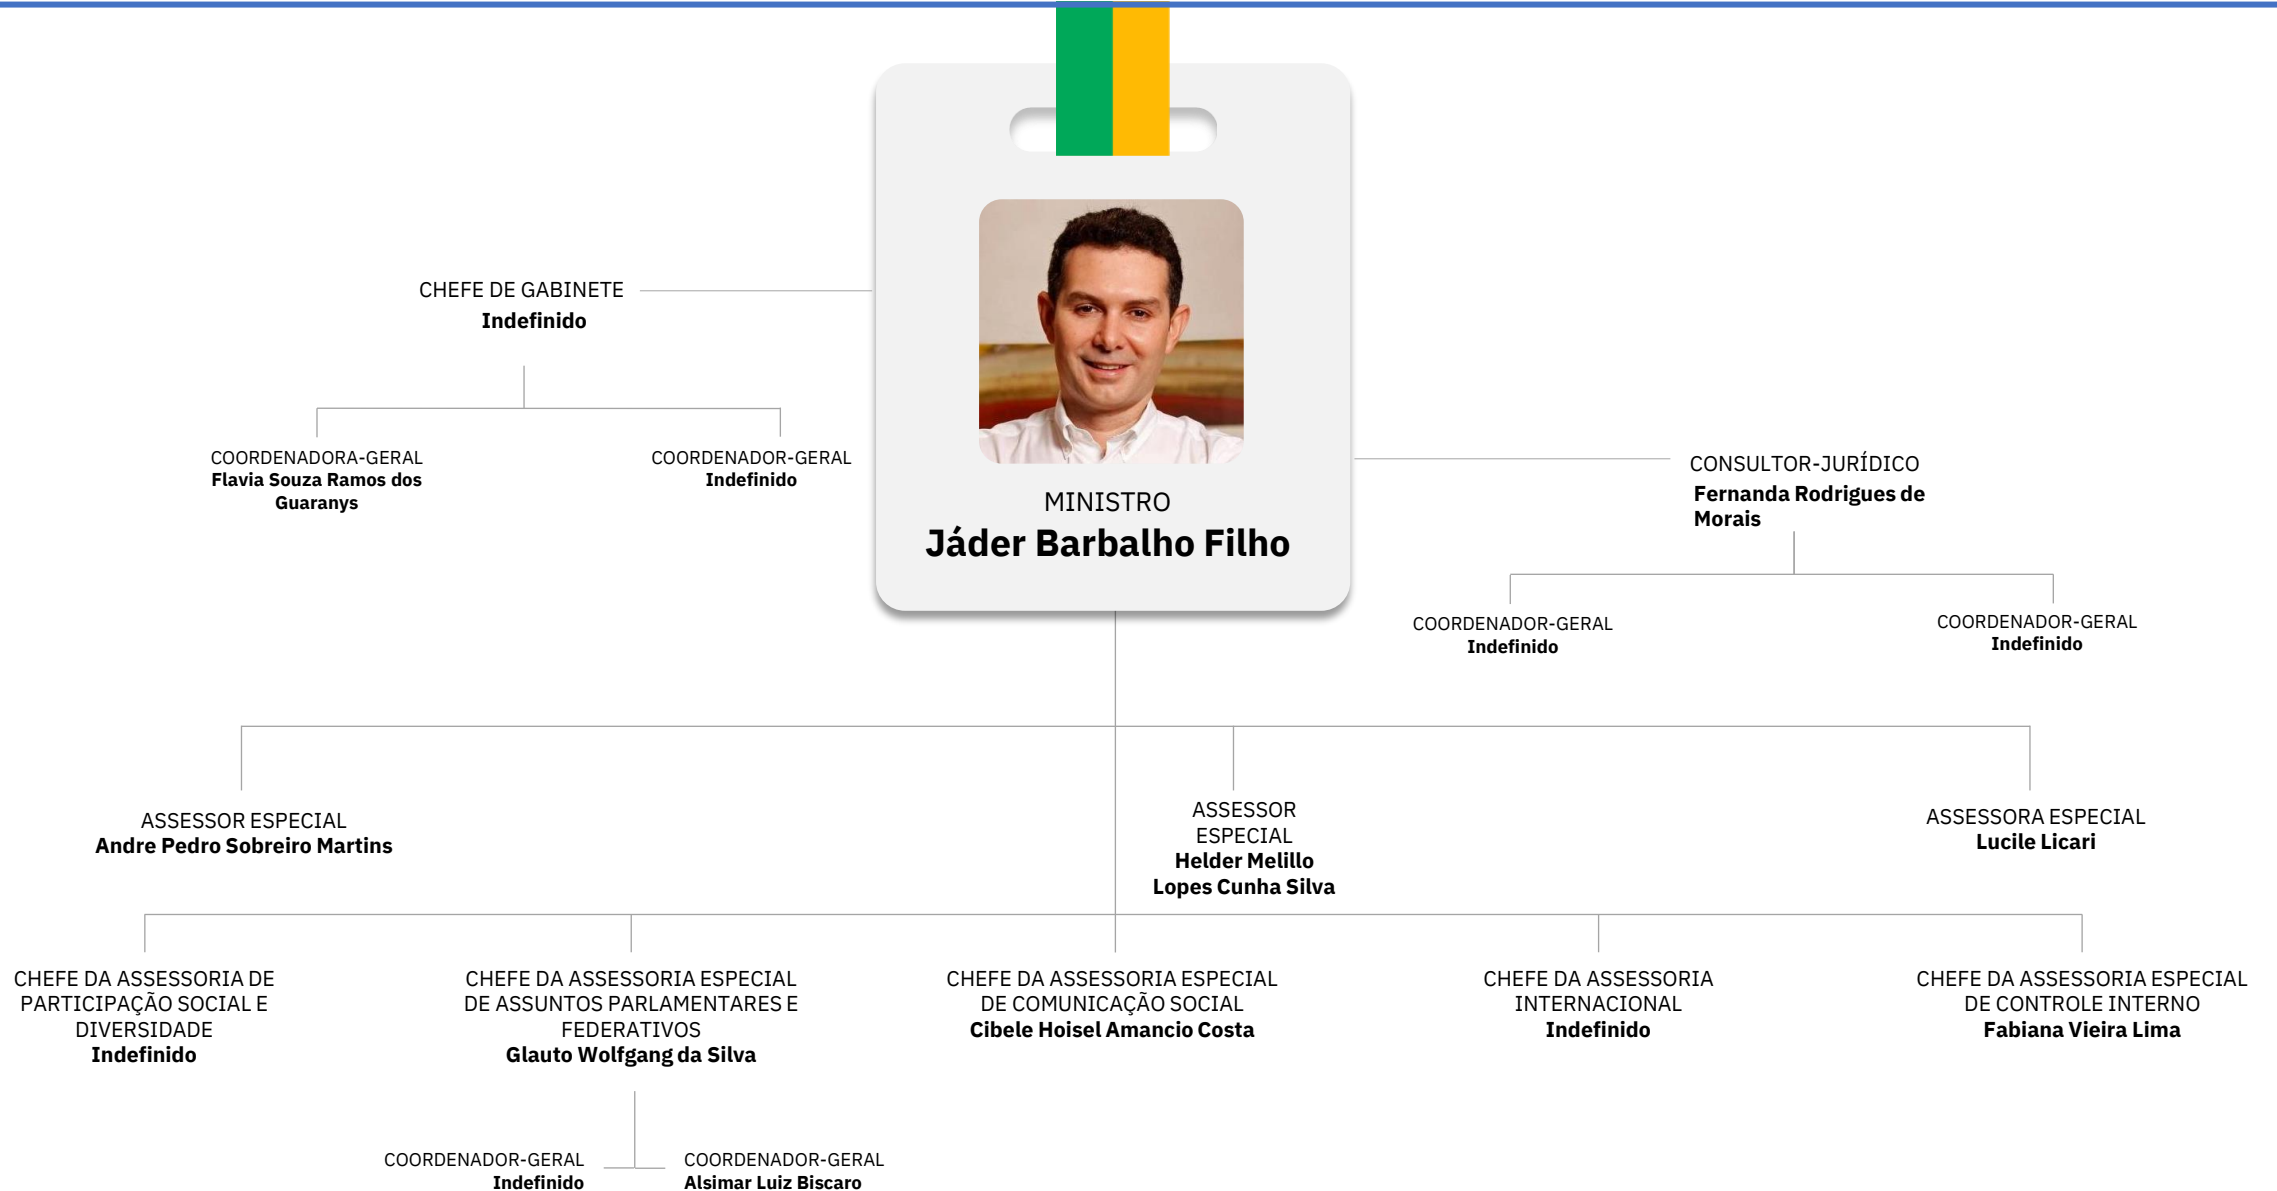 CHEFE DE GABINETE
Indefinido
COORDENADORA-GERAL
Flavia Souza Ramos dos
Guaranys
COORDENADOR-GERAL
Indefinido
MINISTRO
Jáder Barbalho Filho
CONSULTOR-JURÍDICO
Fernanda Rodrigues de
Morais
COORDENADOR-GERAL
Indefinido
COORDENADOR-GERAL
Indefinido
ASSESSOR ESPECIAL
Andre Pedro Sobreiro Martins
ASSESSOR
ESPECIAL
Helder Melillo
Lopes Cunha Silva
ASSESSORA ESPECIAL
Lucile Licari
CHEFE DA ASSESSORIA DE
PARTICIPAÇÃO SOCIAL E
DIVERSIDADE
Indefinido
CHEFE DA ASSESSORIA ESPECIAL
DE ASSUNTOS PARLAMENTARES E
FEDERATIVOS
Glauto Wolfgang da Silva
CHEFE DA ASSESSORIA ESPECIAL
DE COMUNICAÇÃO SOCIAL
Cibele Hoisel Amancio Costa
CHEFE DA ASSESSORIA
INTERNACIONAL
Indefinido
CHEFE DA ASSESSORIA ESPECIAL
DE CONTROLE INTERNO
Fabiana Vieira Lima
COORDENADOR-GERAL
Indefinido
COORDENADOR-GERAL
Alsimar Luiz Biscaro